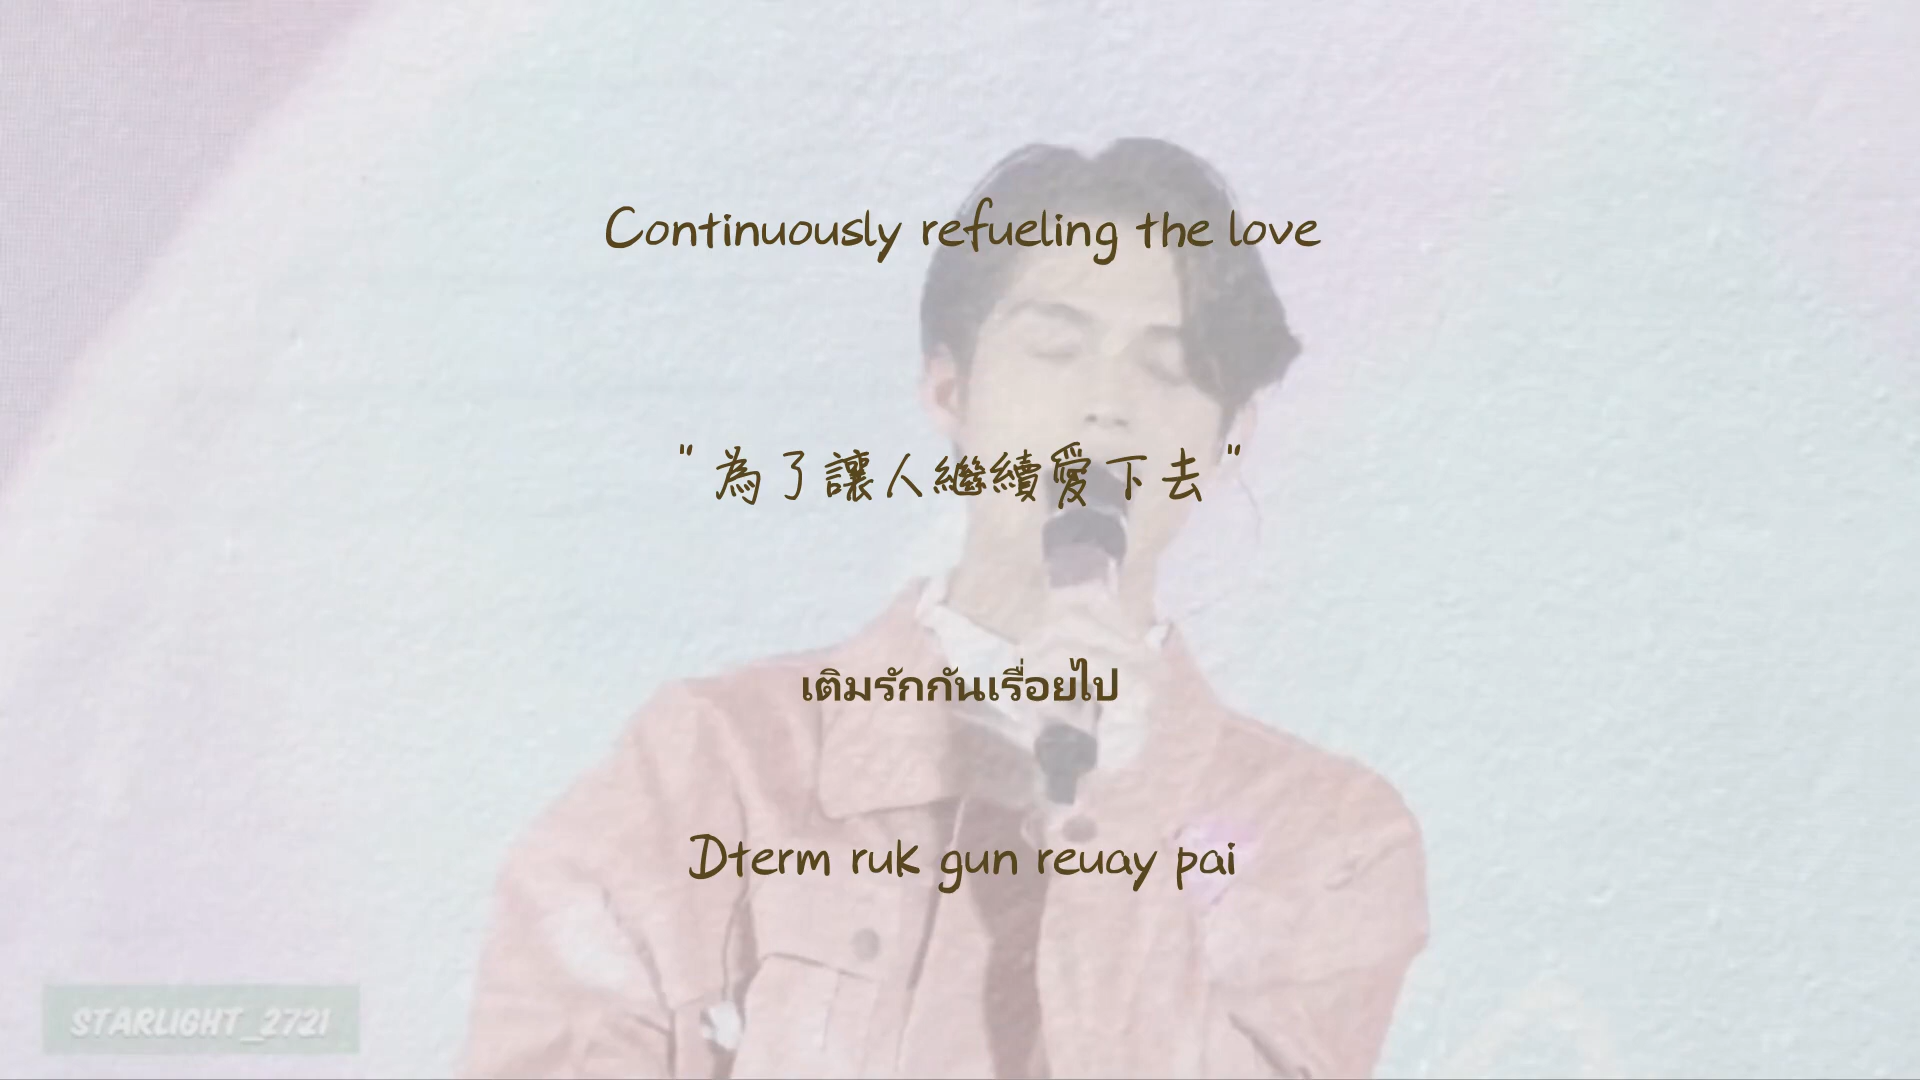 Continuously refueling the love
" 為了讓人繼續愛下去 "
เติมรักกันเรื่อยไป
Dterm ruk gun reuay pai
STARLIGHT_2721